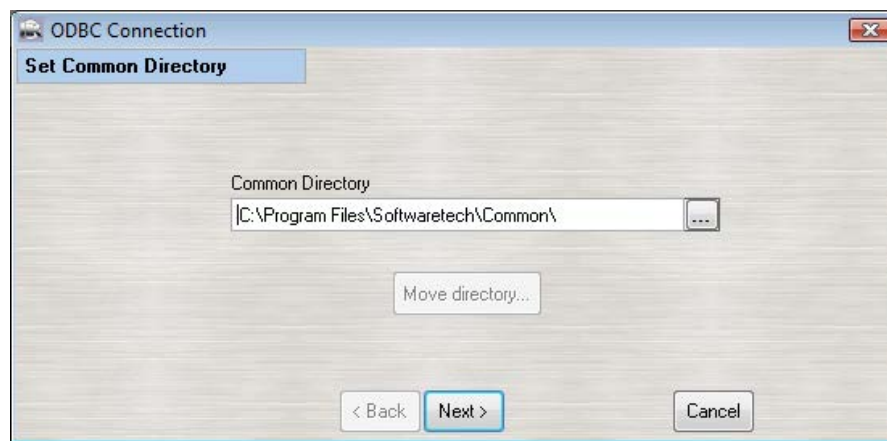 ODBC Connection
Set Common Directory
Common Directory
C:\Program Files\Softwaretech\Common\
...
Move directory...
< Back Next > Cancel